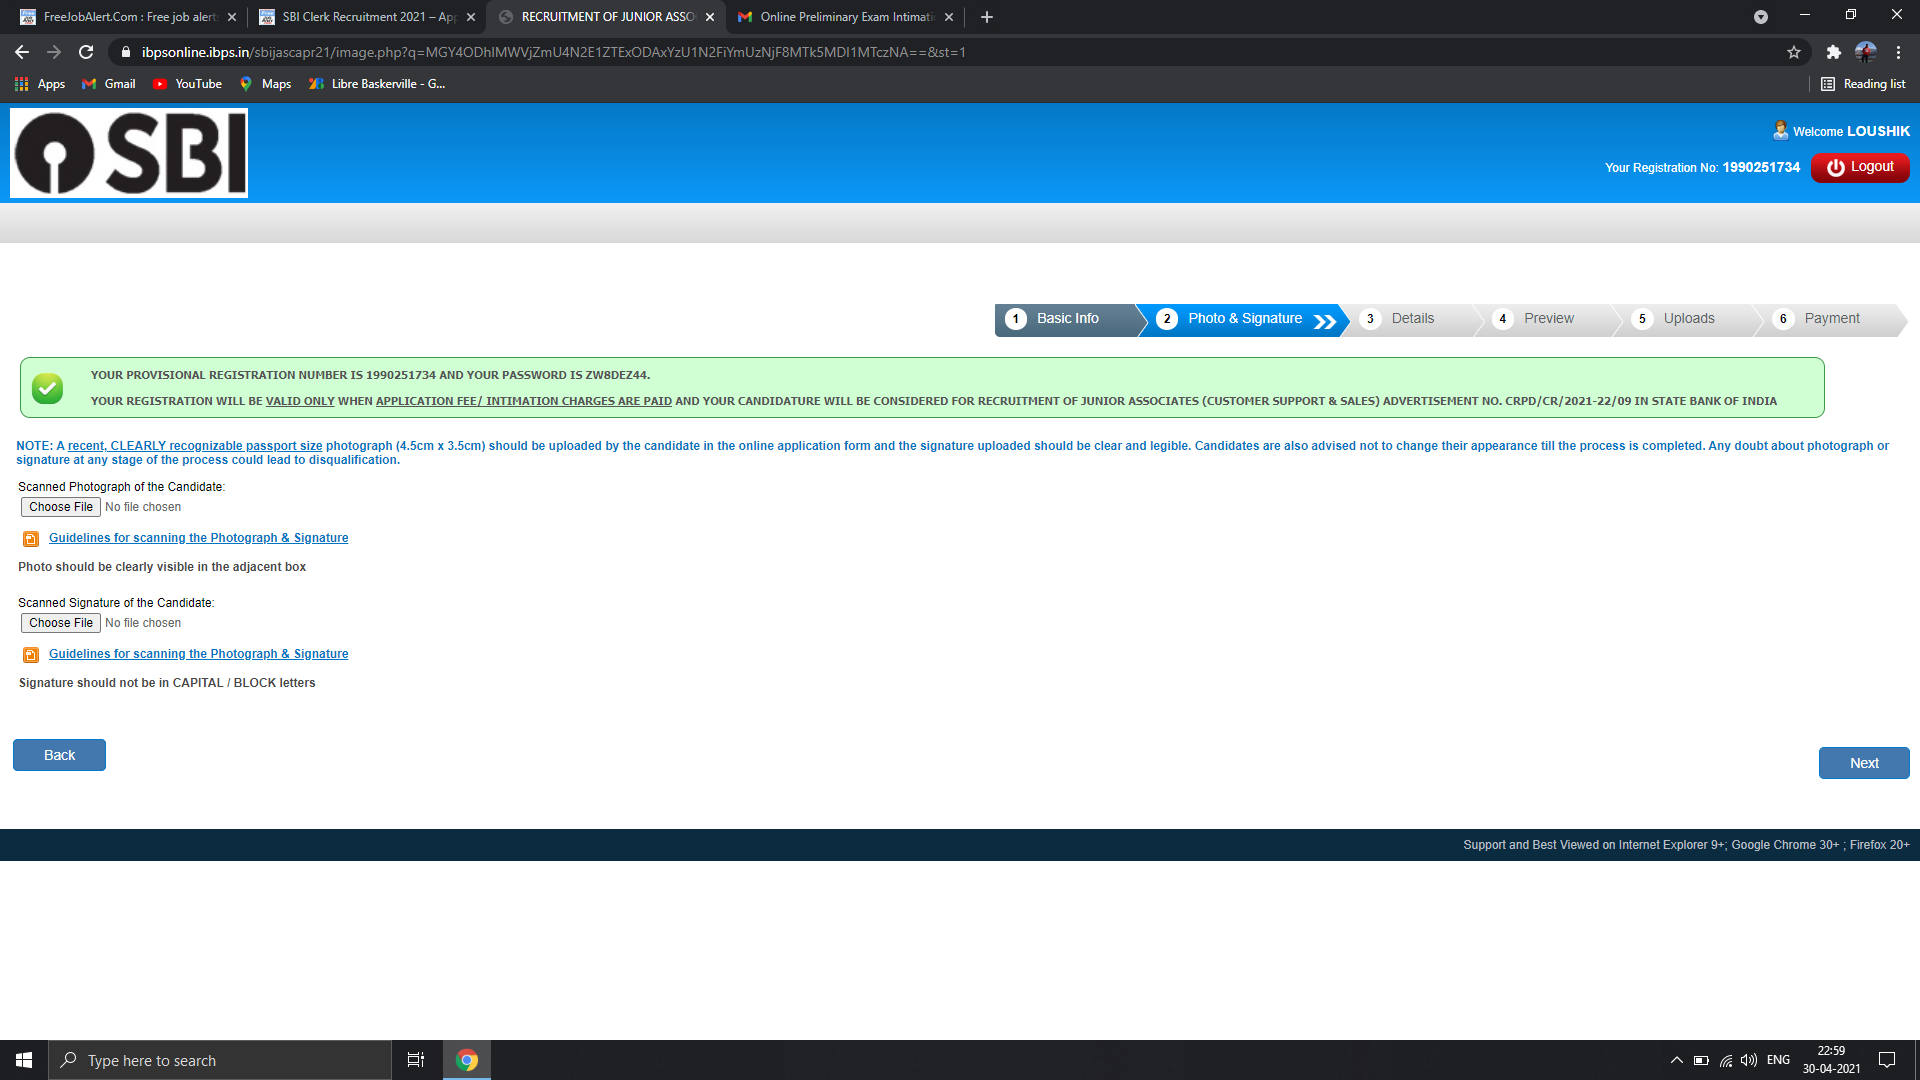 FreeJobAlert.Com : Free job alert
SBI Clerk Recruitment 2021 – App
RECRUITMENT OF JUNIOR ASSO
Online Preliminary Exam Intimati
ibpsonline.ibps.in/sbijascapr21/image.php?q=MGY4ODhlMWVjZmU4N2E1ZTExODAxYzU1N2FiYmUzNjF8MTk5MDI1MTczNA==&st=1
Apps
Gmail
YouTube
Maps
Libre Baskerville - G...
Reading list
SBI
Welcome LOUSHIK
Your Registration No: 1990251734
Logout
1 Basic Info
2 Photo & Signature
3 Details
4 Preview
5 Uploads
6 Payment
YOUR PROVISIONAL REGISTRATION NUMBER IS 1990251734 AND YOUR PASSWORD IS ZW8DEZ44.
YOUR REGISTRATION WILL BE VALID ONLY WHEN APPLICATION FEE/ INTIMATION CHARGES ARE PAID AND YOUR CANDIDATURE WILL BE CONSIDERED FOR RECRUITMENT OF JUNIOR ASSOCIATES (CUSTOMER SUPPORT & SALES) ADVERTISEMENT NO. CRPD/CR/2021-22/09 IN STATE BANK OF INDIA
NOTE: A recent, CLEARLY recognizable passport size photograph (4.5cm x 3.5cm) should be uploaded by the candidate in the online application form and the signature uploaded should be clear and legible. Candidates are also advised not to change their appearance till the process is completed. Any doubt about photograph or
signature at any stage of the process could lead to disqualification.
Scanned Photograph of the Candidate:
Choose File No file chosen
Guidelines for scanning the Photograph & Signature
Photo should be clearly visible in the adjacent box
Scanned Signature of the Candidate:
Choose File No file chosen
Guidelines for scanning the Photograph & Signature
Signature should not be in CAPITAL / BLOCK letters
Back
Next
Support and Best Viewed on Internet Explorer 9+; Google Chrome 30+ ; Firefox 20+
Type here to search
ENG
22:59
30-04-2021